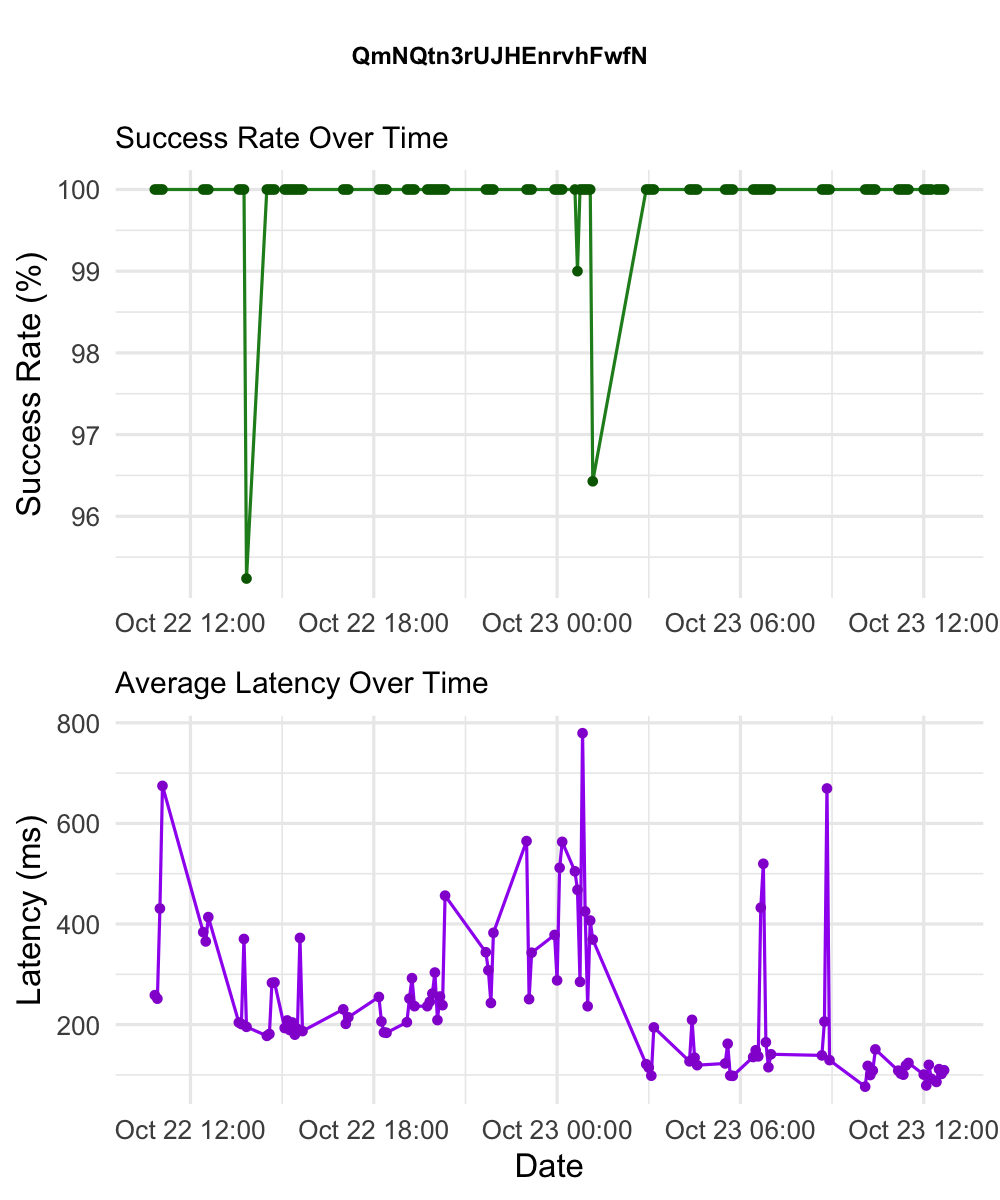 QmNQtn3rUJHEnrvhFwfN
Success Rate Over Time
Success Rate (%)
100
99
98
97
96
Oct 22 12:00 Oct 22 18:00 Oct 23 00:00 Oct 23 06:00 Oct 23 12:00
Average Latency Over Time
Latency (ms)
800
600
400
200
Oct 22 12:00 Oct 22 18:00 Oct 23 00:00 Oct 23 06:00 Oct 23 12:00
Date